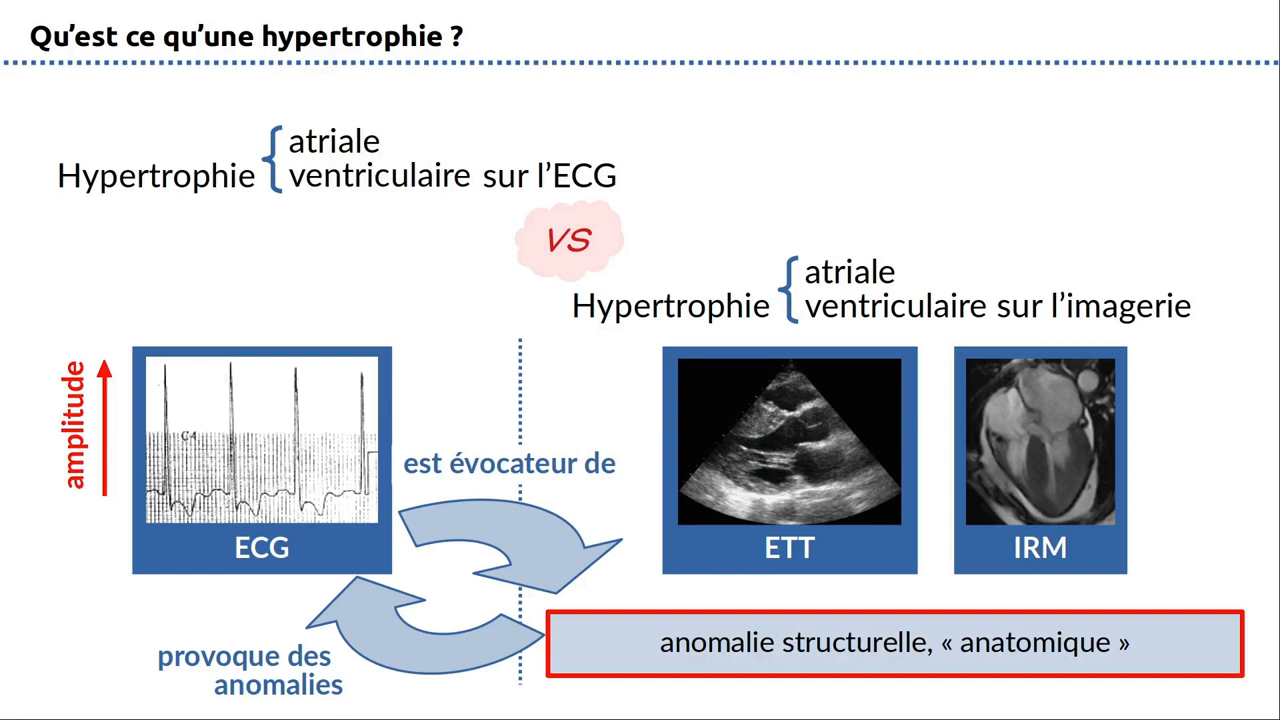 Qu’est ce qu’une hypertrophie ?
atriale
Hypertrophie ventriculaire sur l’ECG
VS
atriale
Hypertrophie ventriculaire sur l’imagerie
amplitude
C4
est évocateur de
ECG
ETT
IRM
anomalie structurelle, « anatomique »
provoque des
anomalies